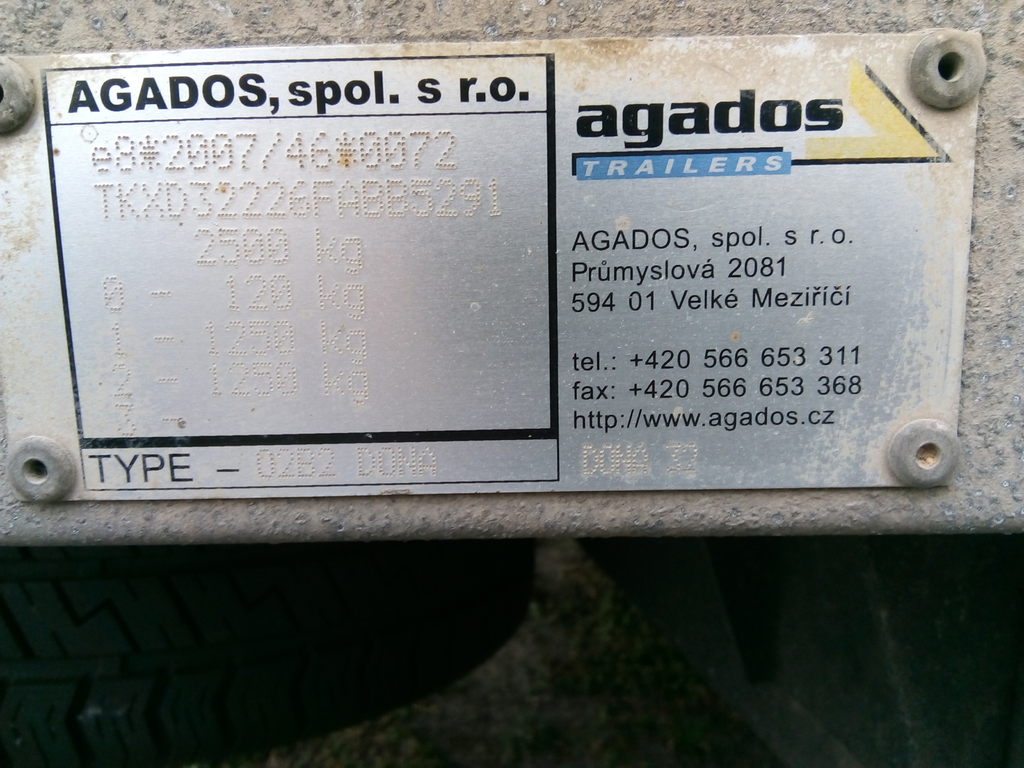 AGADOS, spol. s r.o.
e8*2007/46*0072
TKXD32226FABB5291
2500 kg
0 - 120 kg
1 - 1250 kg
2 - 1250 kg
3 -
TYPE - 02B2 DONA
agados
TRAILERS
AGADOS, spol. s r.o.
Průmyslová 2081
594 01 Velké Meziříčí
tel.: +420 566 653 311
fax: +420 566 653 368
http://www.agados.cz
DONA